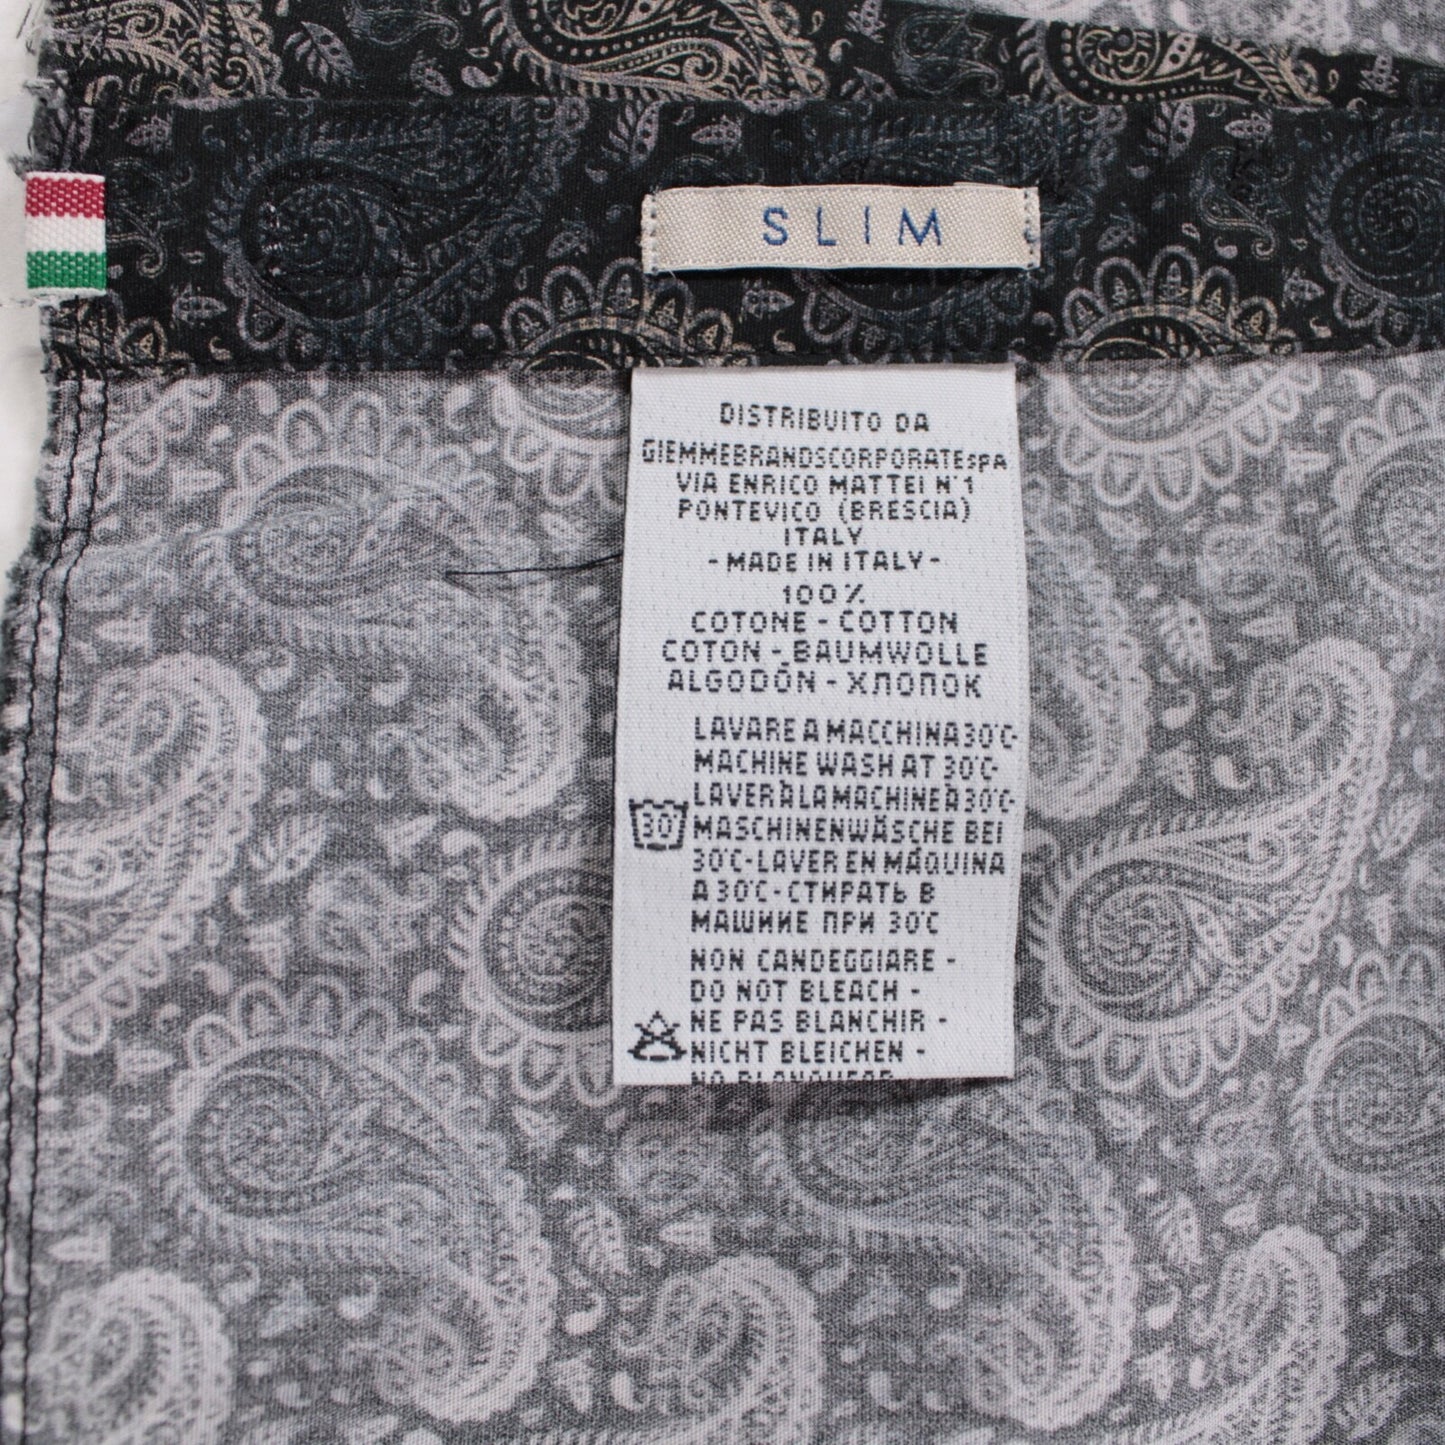 SLIM
DISTRIBUITO DA
GIEMMEBRANDSCORPORATEspA
VIA ENRICO MATTEI N°1
PONTEVICO (BRESCIA)
ITALY
- MADE IN ITALY -
100%
COTONE - COTTON
COTON - BAUMWOLLE
ALGODÓN - ХЛОПОК
LAVARE A MACCHINA 30°C-
MACHINE WASH AT 30°C-
LAVER À LA MACHINE À 30°C-
30° MASCHINENWÄSCHE BEI
30°C-LAVER EN MÁQUINA
A 30°C-СТИРАТЬ В
МАШИНЕ ПРИ 30°C
NON CANDEGGIARE -
DO NOT BLEACH -
NE PAS BLANCHIR -
NICHT BLEICHEN -
NO BLANQUEAR